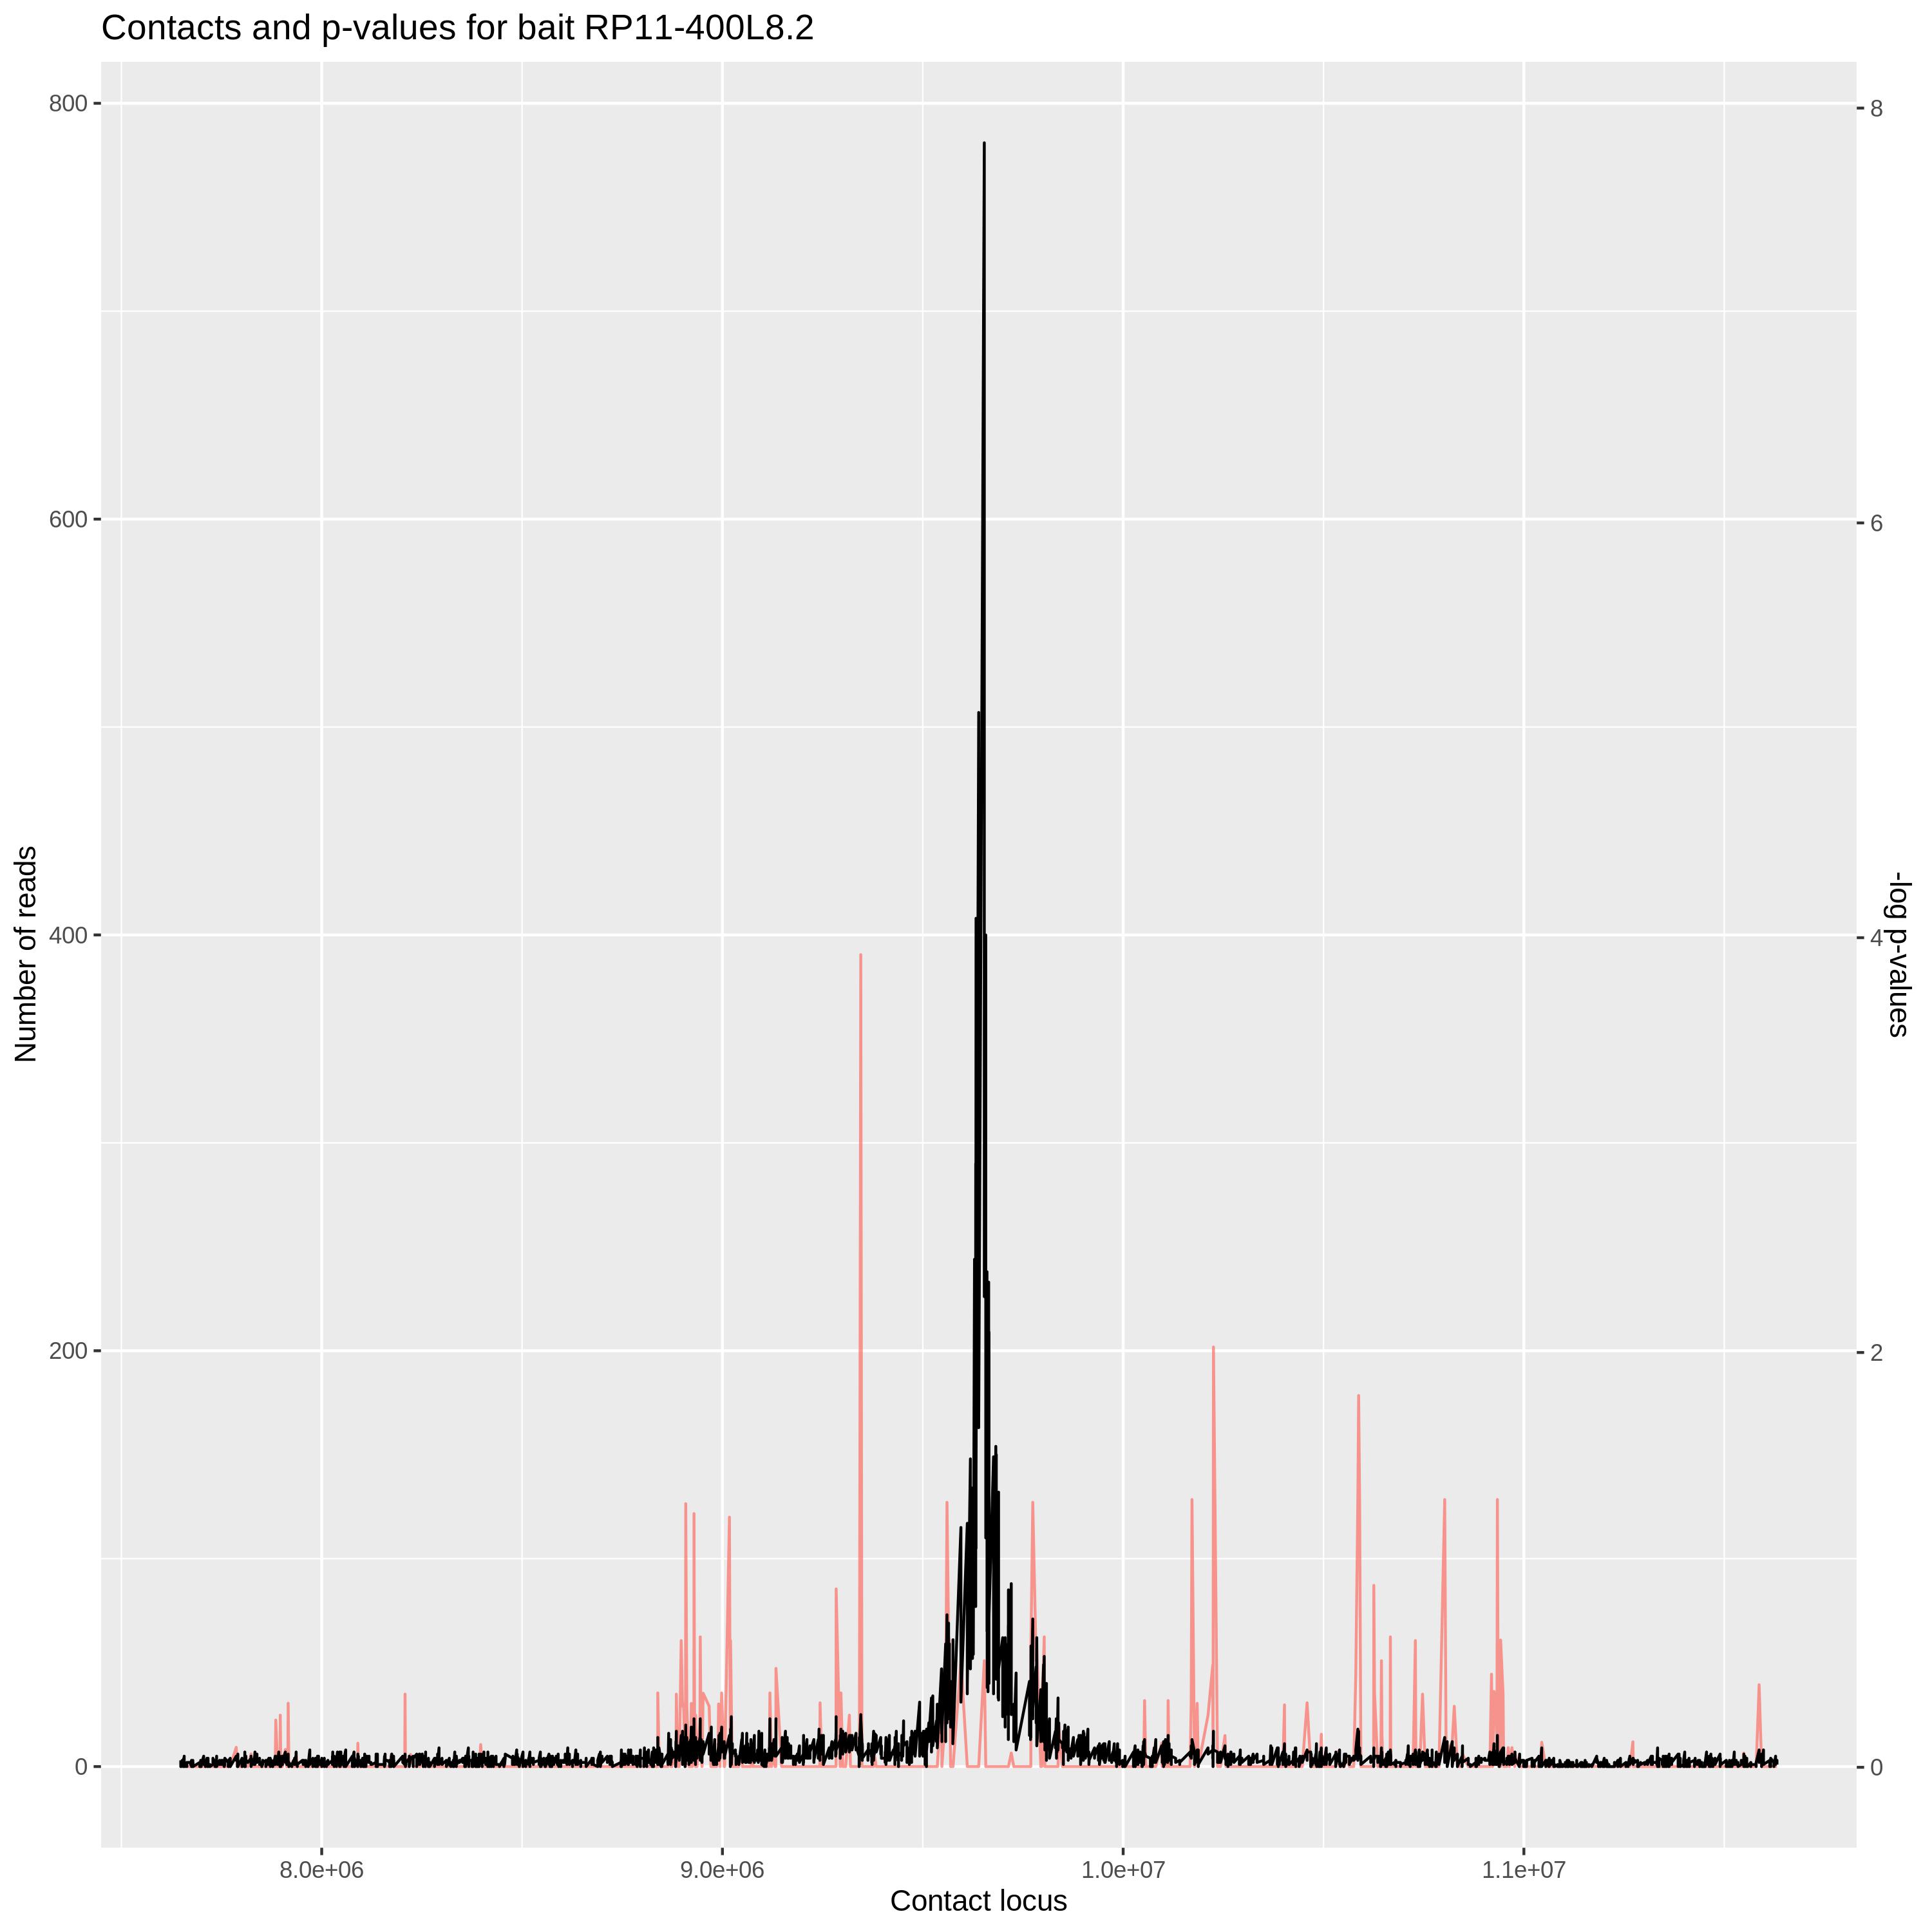 Contacts and p-values for bait RP11-400L8.2
800
600
400
200
0
Number of reads
8
6
4
2
0
-log p-values
8.0e+06
9.0e+06
1.0e+07
1.1e+07
Contact locus